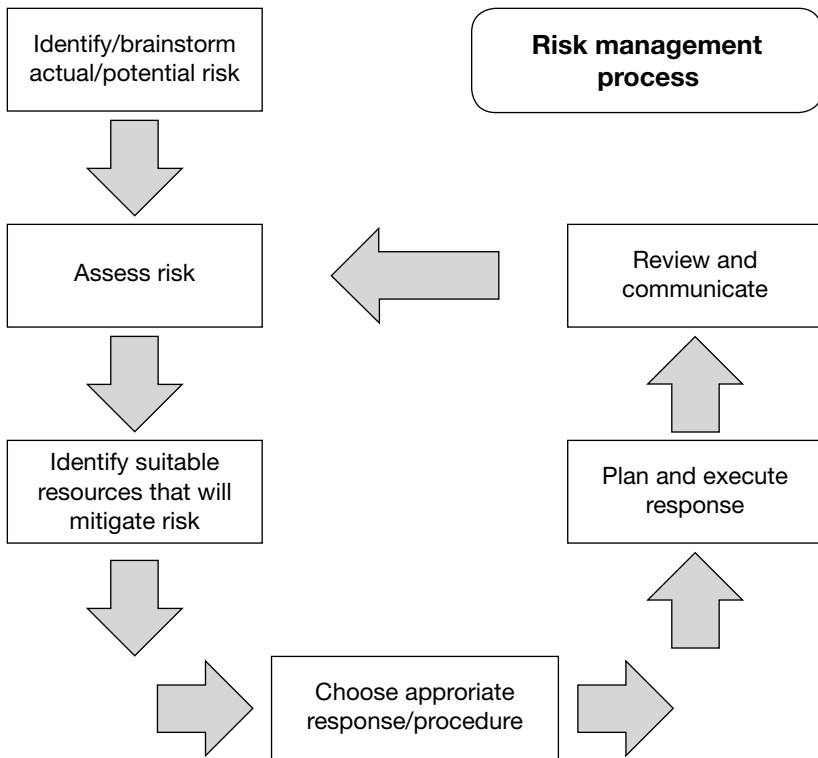 Identify/brainstorm
actual/potential risk
Risk management
process
Assess risk
Review and
communicate
Identify suitable
resources that will
mitigate risk
Plan and execute
response
Choose approriate
response/procedure